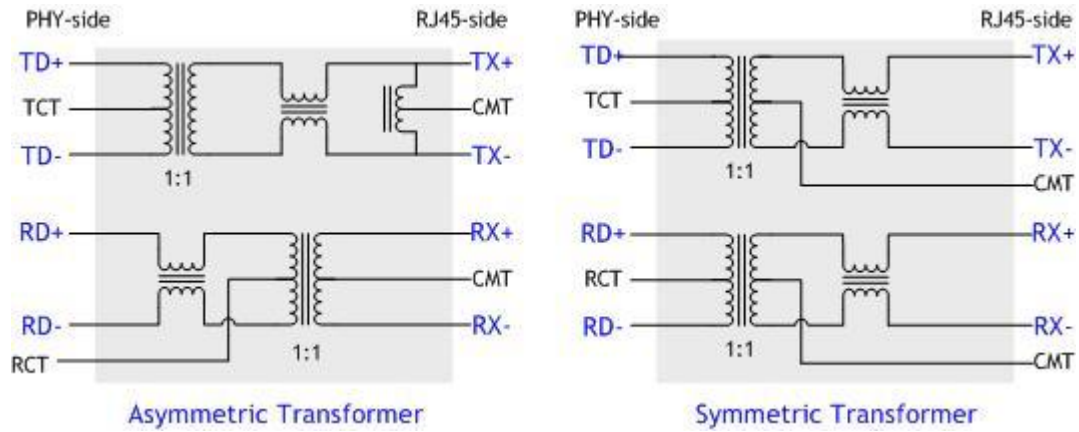 PHY-side RJ45-side
TD+ TX+
TCT CMT
TD- TX-
1:1
RD+ RX+
CMT
RD- RX-
RCT 1:1
Asymmetric Transformer
PHY-side RJ45-side
TD+ TX+
TCT
TD- TX-
1:1 CMT
RD+ RX+
RCT
RD- RX-
1:1 CMT
Symmetric Transformer